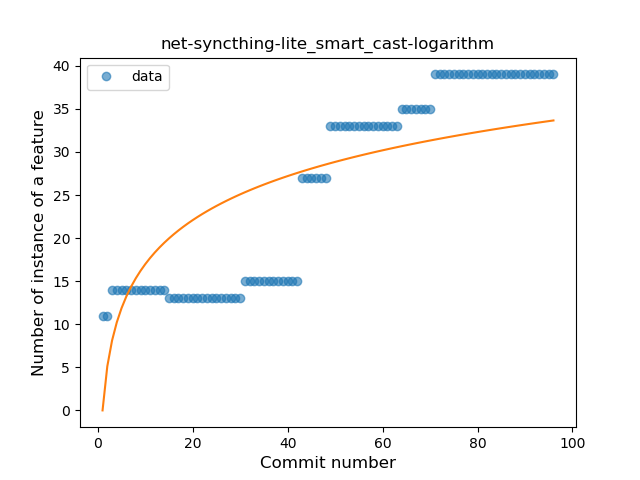 net-syncthing-lite_smart_cast-logarithm
data
Number of instance of a feature
40
35
30
25
20
15
10
5
0
0 20 40 60 80 100
Commit number